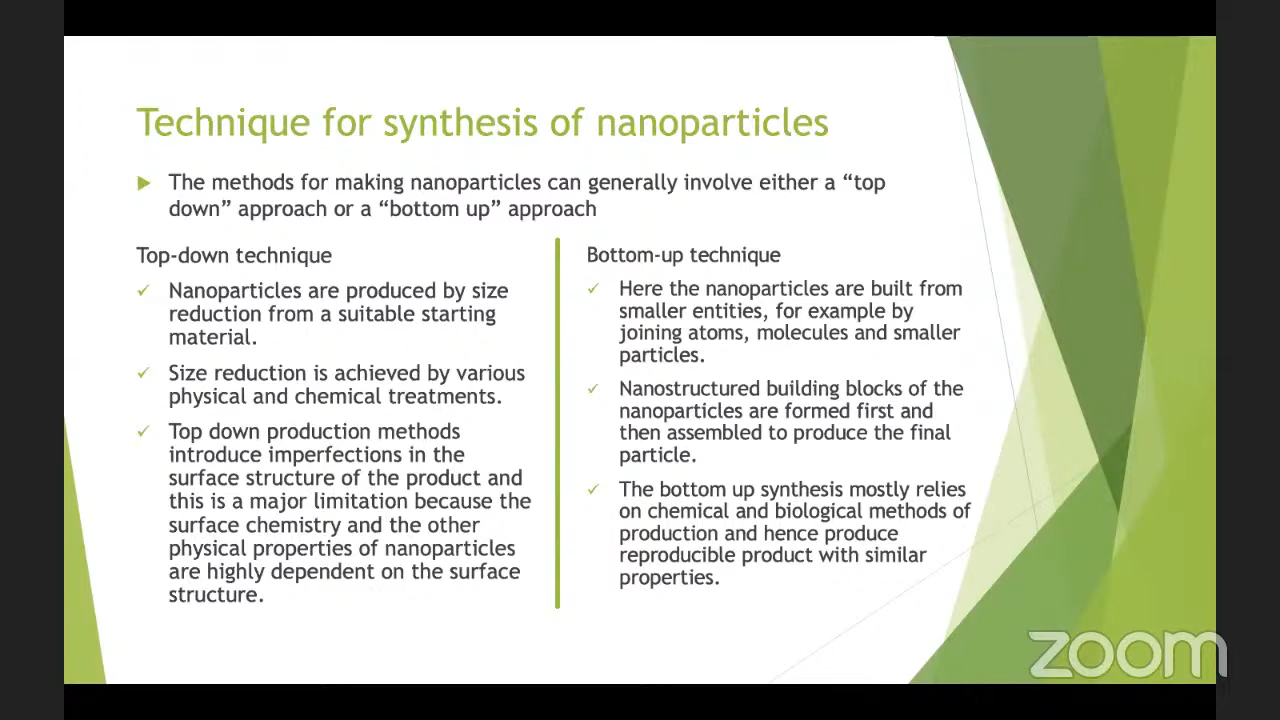 Technique for synthesis of nanoparticles
The methods for making nanoparticles can generally involve either a “top
down” approach or a “bottom up” approach
Top-down technique
Nanoparticles are produced by size
reduction from a suitable starting
material.
Size reduction is achieved by various
physical and chemical treatments.
Top down production methods
introduce imperfections in the
surface structure of the product and
this is a major limitation because the
surface chemistry and the other
physical properties of nanoparticles
are highly dependent on the surface
structure.
Bottom-up technique
Here the nanoparticles are built from
smaller entities, for example by
joining atoms, molecules and smaller
particles.
Nanostructured building blocks of the
nanoparticles are formed first and
then assembled to produce the final
particle.
The bottom up synthesis mostly relies
on chemical and biological methods of
production and hence produce
reproducible product with similar
properties.
zoom